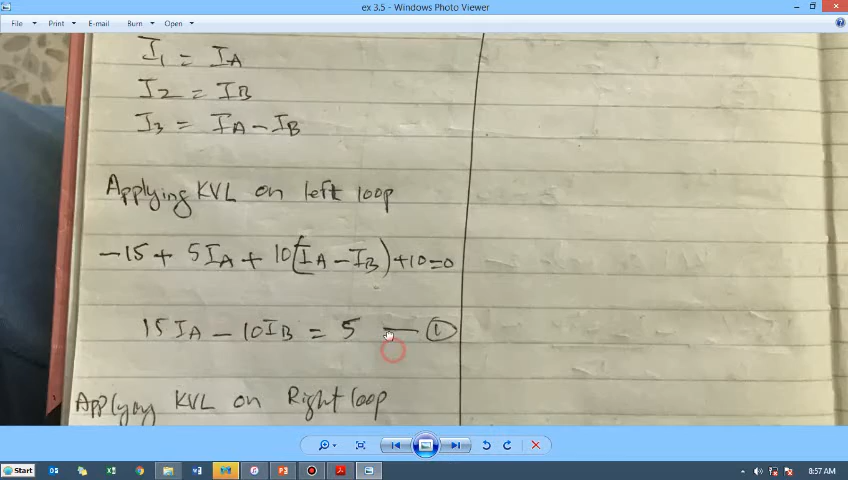 ex 3.5 - Windows Photo Viewer
File Print E-mail Burn Open
I1 = IA
I2 = IB
I3 = IA - IB
Applying KVL on left loop
-15 + 5IA + 10(IA - IB) + 10 = 0
15IA - 10IB = 5 — ①
Applying KVL on Right loop
Start
8:57 AM